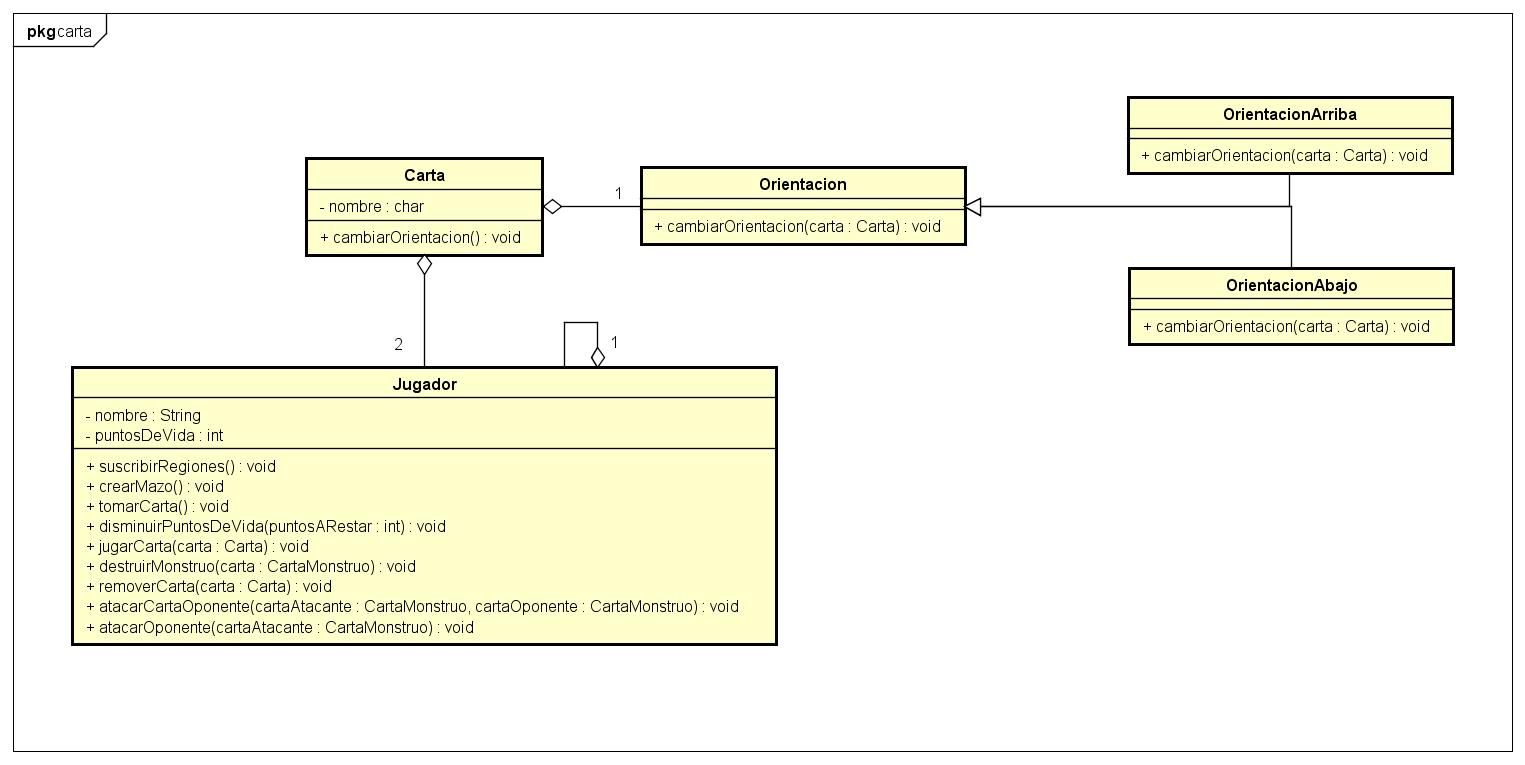 pkgcarta
Carta
- nombre : char
+ cambiarOrientacion() : void
1
Orientacion
+ cambiarOrientacion(carta : Carta) : void
OrientacionArriba
+ cambiarOrientacion(carta : Carta) : void
OrientacionAbajo
+ cambiarOrientacion(carta : Carta) : void
2
1
Jugador
- nombre : String
- puntosDeVida : int
+ suscribirRegiones() : void
+ crearMazo() : void
+ tomarCarta() : void
+ disminuirPuntosDeVida(puntosARestar : int) : void
+ jugarCarta(carta : Carta) : void
+ destruirMonstruo(carta : CartaMonstruo) : void
+ removerCarta(carta : Carta) : void
+ atacarCartaOponente(cartaAtacante : CartaMonstruo, cartaOponente : CartaMonstruo) : void
+ atacarOponente(cartaAtacante : CartaMonstruo) : void